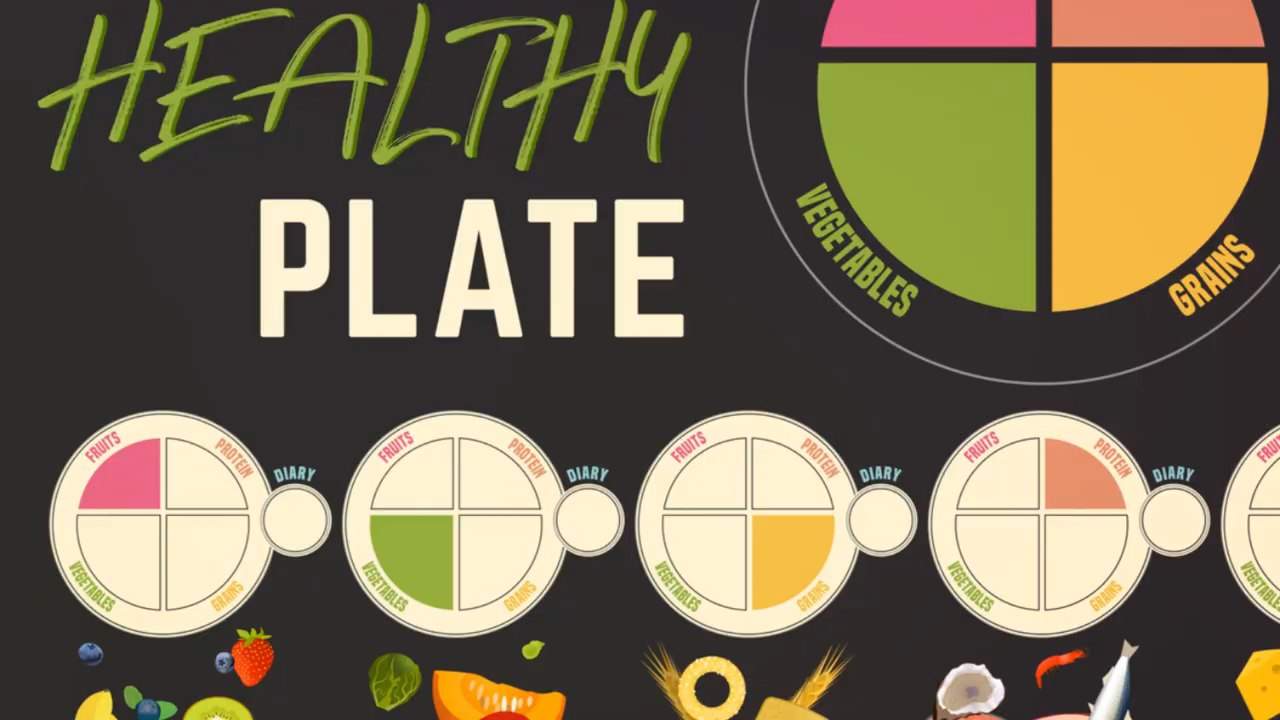 HEALTHY
PLATE
VEGETABLES
GRAINS
FRUITS
PROTEIN
DIARY
VEGETABLES
GRAINS
FRUITS
PROTEIN
DIARY
VEGETABLES
GRAINS
FRUITS
PROTEIN
DIARY
VEGETABLES
GRAINS
FRUITS
PROTEIN
DIARY
VEGETABLES
GRAINS